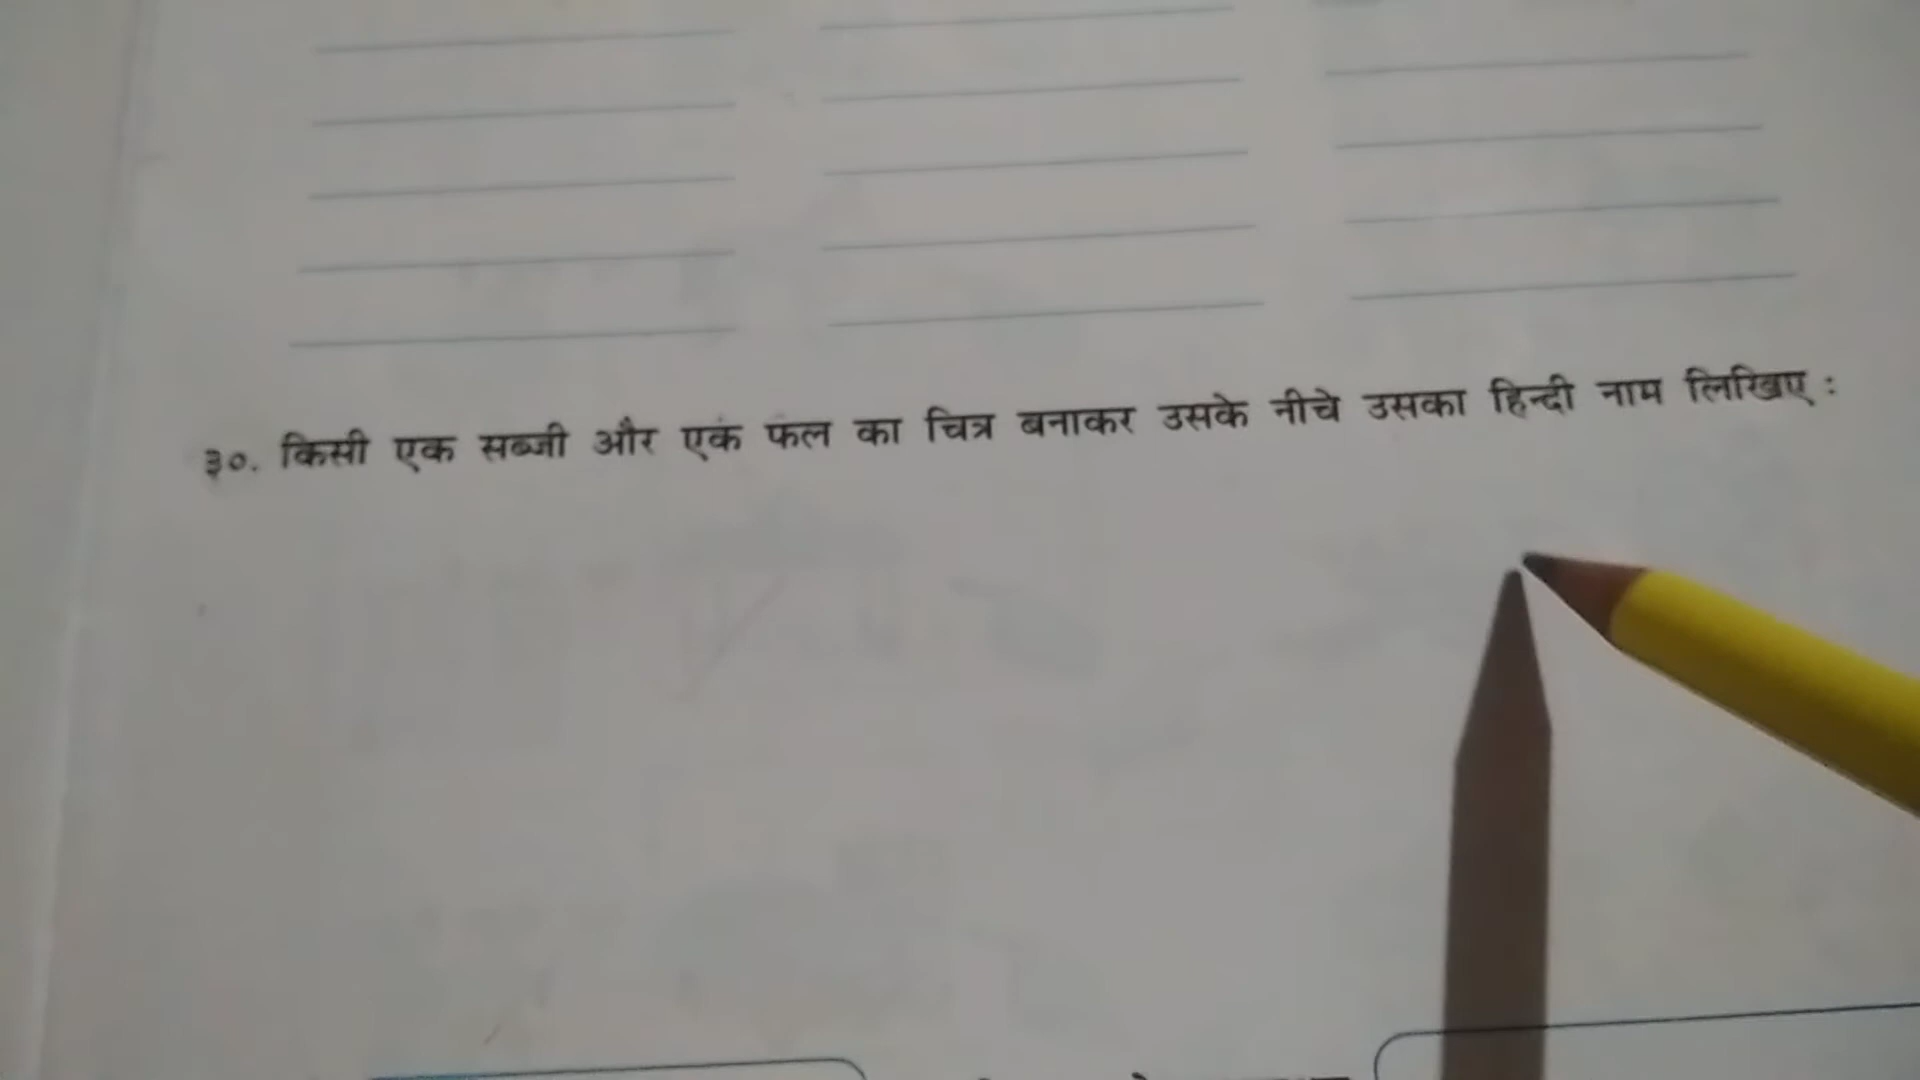 ३०. किसी एक सब्जी और एक फल का चित्र बनाकर उसके नीचे उसका हिन्दी नाम लिखिए :